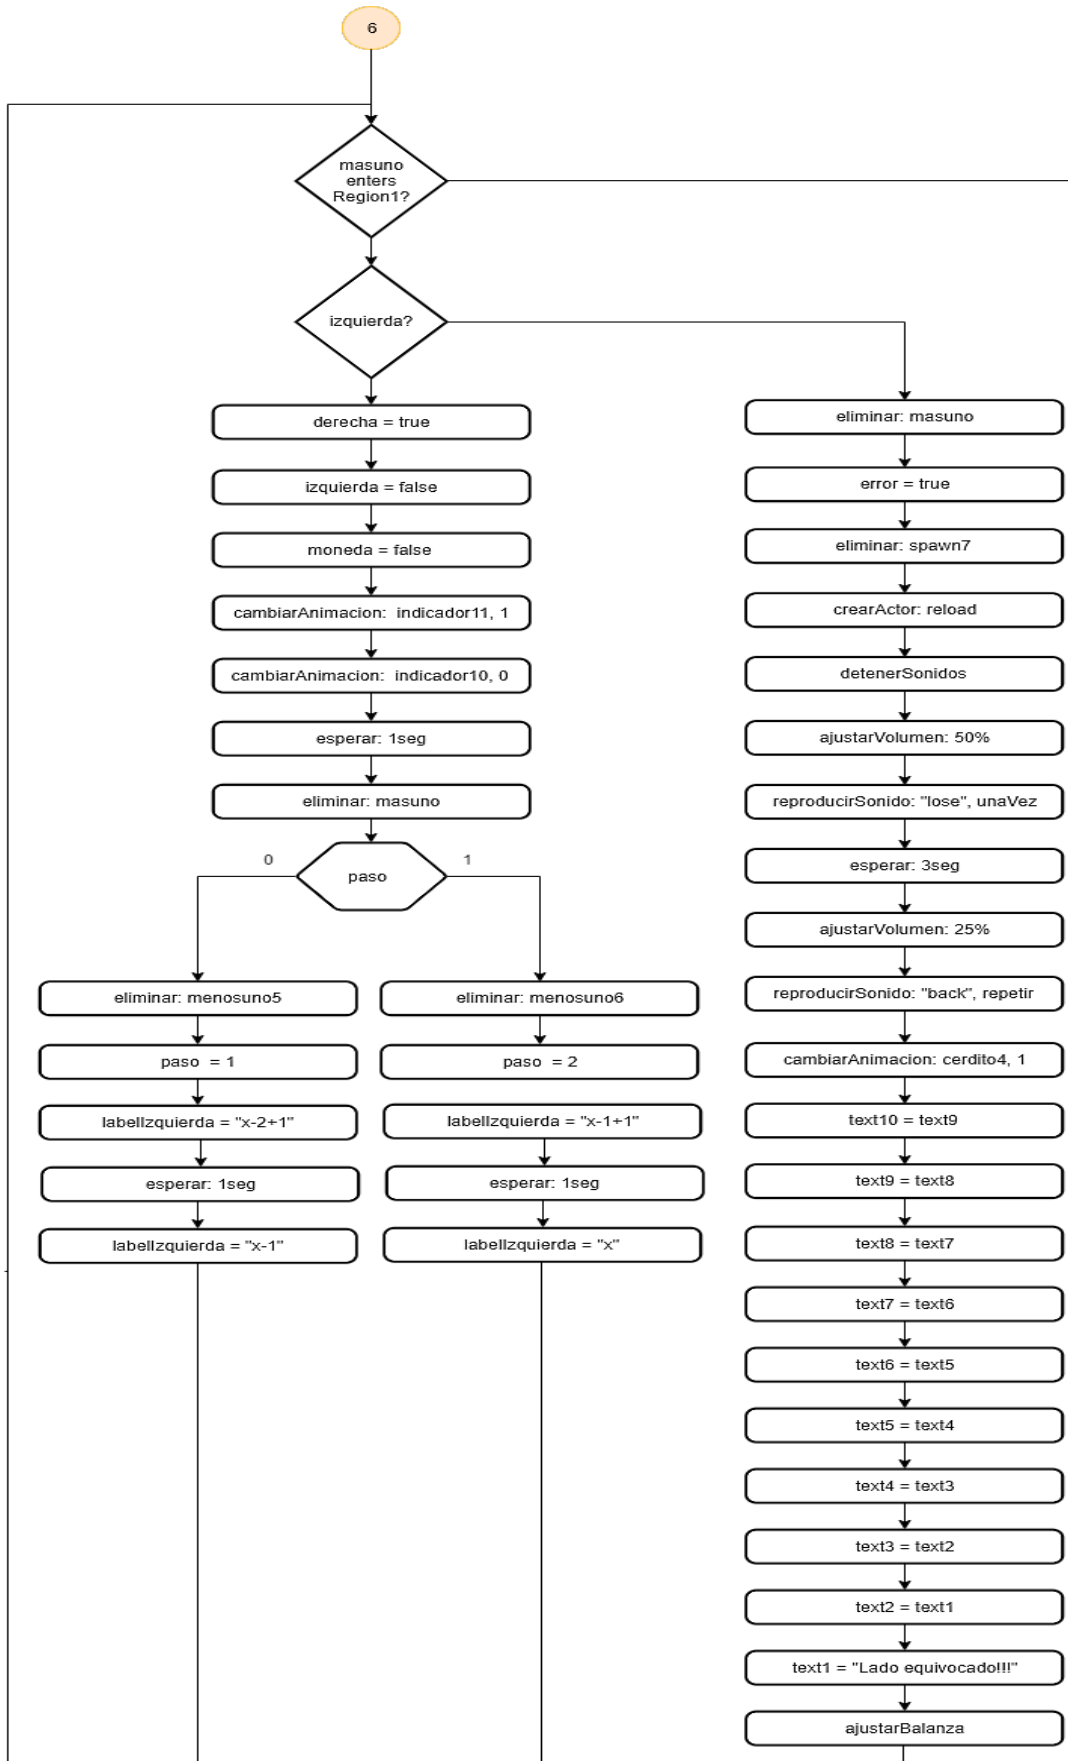 6
masuno
enters
Region1?
izquierda?
derecha = true
izquierda = false
moneda = false
cambiarAnimacion:  indicador11, 1
cambiarAnimacion:  indicador10, 0
esperar: 1seg
eliminar: masuno
0
paso
1
eliminar: menosuno5
paso  = 1
labelIzquierda = "x-2+1"
esperar: 1seg
labelIzquierda = "x-1"
eliminar: menosuno6
paso  = 2
labelIzquierda = "x-1+1"
esperar: 1seg
labelIzquierda = "x"
eliminar: masuno
error = true
eliminar: spawn7
crearActor: reload
detenerSonidos
ajustarVolumen: 50%
reproducirSonido: "lose", unaVez
esperar: 3seg
ajustarVolumen: 25%
reproducirSonido: "back", repetir
cambiarAnimacion: cerdito4, 1
text10 = text9
text9 = text8
text8 = text7
text7 = text6
text6 = text5
text5 = text4
text4 = text3
text3 = text2
text2 = text1
text1 = "Lado equivocado!!!"
ajustarBalanza